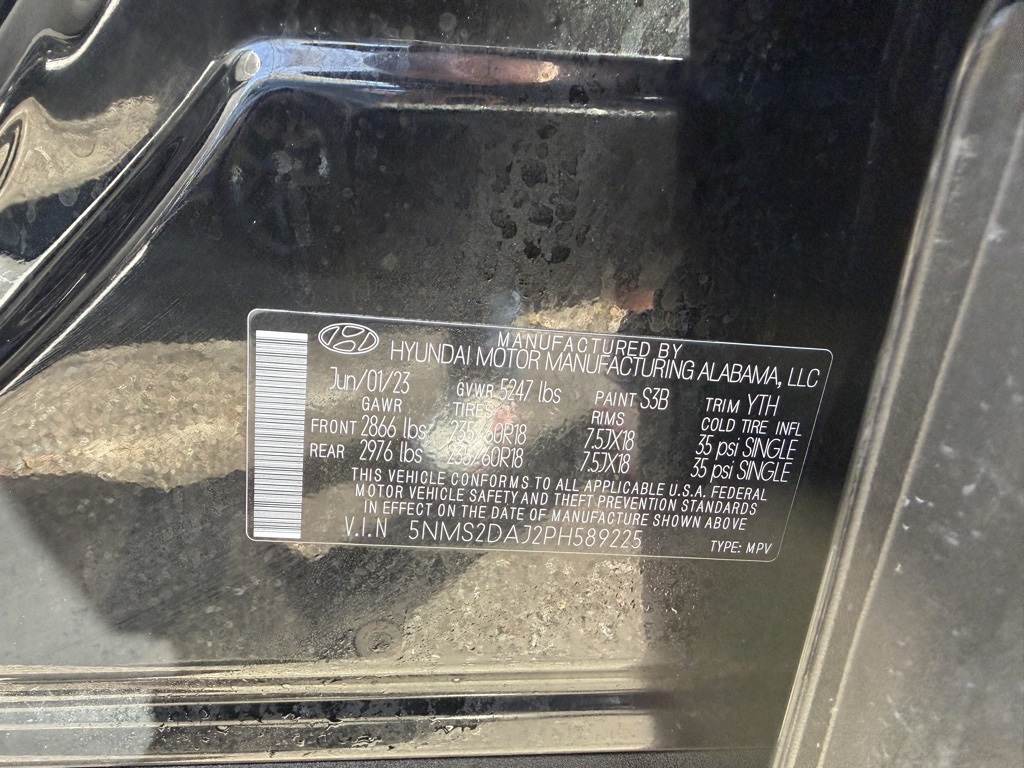 MANUFACTURED BY
HYUNDAI MOTOR MANUFACTURING ALABAMA, LLC
Jun/01/23 GVWR 5247 lbs PAINT S3B TRIM YTH
GAWR TIRES RIMS COLD TIRE INFL
FRONT 2866 lbs 235/60R18 7.5JX18 35 psi SINGLE
REAR 2976 lbs 235/60R18 7.5JX18 35 psi SINGLE
THIS VEHICLE CONFORMS TO ALL APPLICABLE U.S.A. FEDERAL
MOTOR VEHICLE SAFETY AND THEFT PREVENTION STANDARDS
IN EFFECT ON THE DATE OF MANUFACTURE SHOWN ABOVE
V.I.N 5NMS2DAJ2PH589225 TYPE: MPV